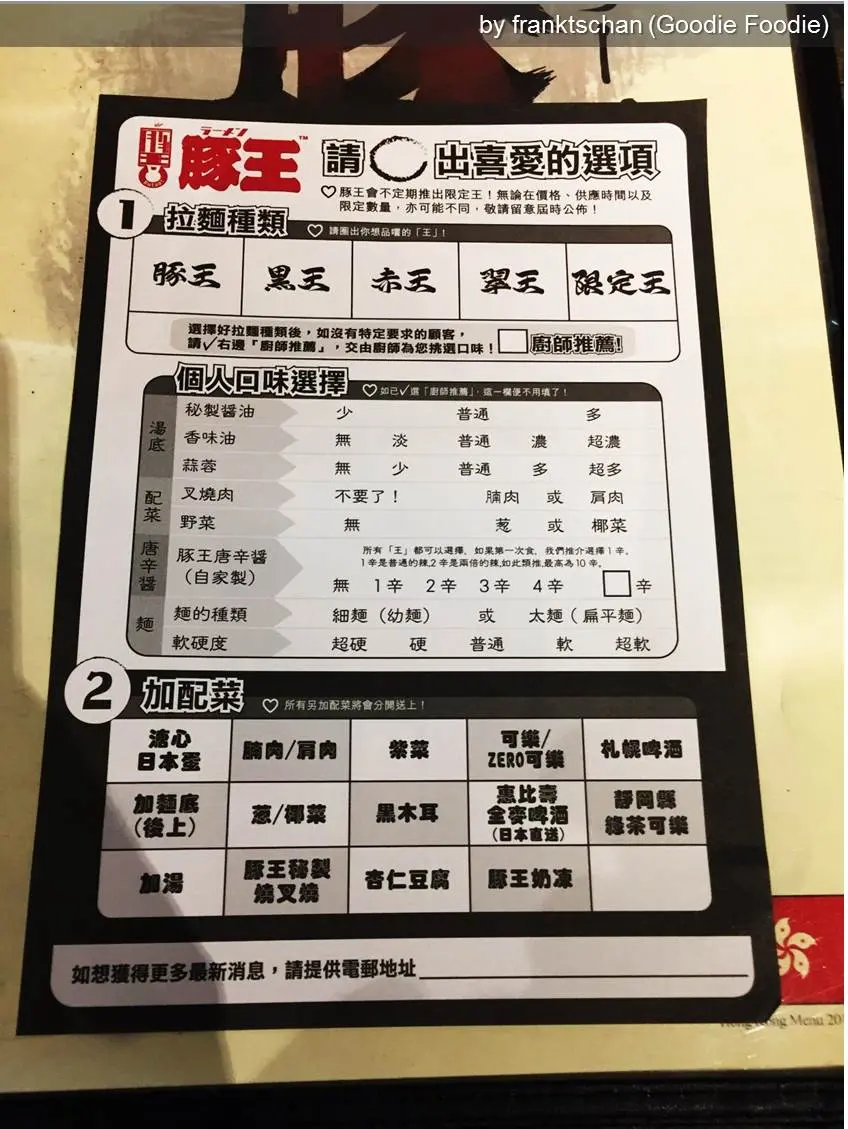 by franktschan (Goodie Foodie)
ラーメン
豚王™
請 出喜愛的選項
♡豚王會不定期推出限定王！無論在價格、供應時間以及
限定數量，亦可能不同，敬請留意屆時公佈！
1 拉麵種類 ♡ 請圈出你想品嚐的「王」！
豚王 黒王 赤王 翠王 限定王
選擇好拉麵種類後，如沒有特定要求的顧客，
請✓右邊「廚師推薦」，交由廚師為您挑選口味！ □廚師推薦!
個人口味選擇 ♡如已✓選「廚師推薦」，這一欄便不用填了！
湯底
秘製醤油 少 普通 多
香味油 無 淡 普通 濃 超濃
蒜蓉 無 少 普通 多 超多
配菜
叉燒肉 不要了！ 腩肉 或 肩肉
野菜 無 葱 或 椰菜
唐辛醤
豚王唐辛醤
（自家製）
所有「王」都可以選擇，如果第一次食，我們推介選擇1辛。
1辛是普通的辣,2辛是兩倍的辣,如此類推,最高為10辛。
無 1辛 2辛 3辛 4辛 □辛
麵
麵的種類 細麵（幼麵） 或 太麵（扁平麵）
軟硬度 超硬 硬 普通 軟 超軟
2 加配菜 ♡ 所有另加配菜將會分開送上！
溏心
日本蛋
腩肉/肩肉
紫菜
可樂/
ZERO可樂
札幌啤酒
加麵底
（後上）
葱/椰菜
黑木耳
惠比壽
全麥啤酒
（日本直送）
靜岡縣
綠茶可樂
加湯
豚王秘製
燒叉燒
杏仁豆腐
豚王奶凍
如想獲得更多最新消息，請提供電郵地址
Hong Kong Menu 20